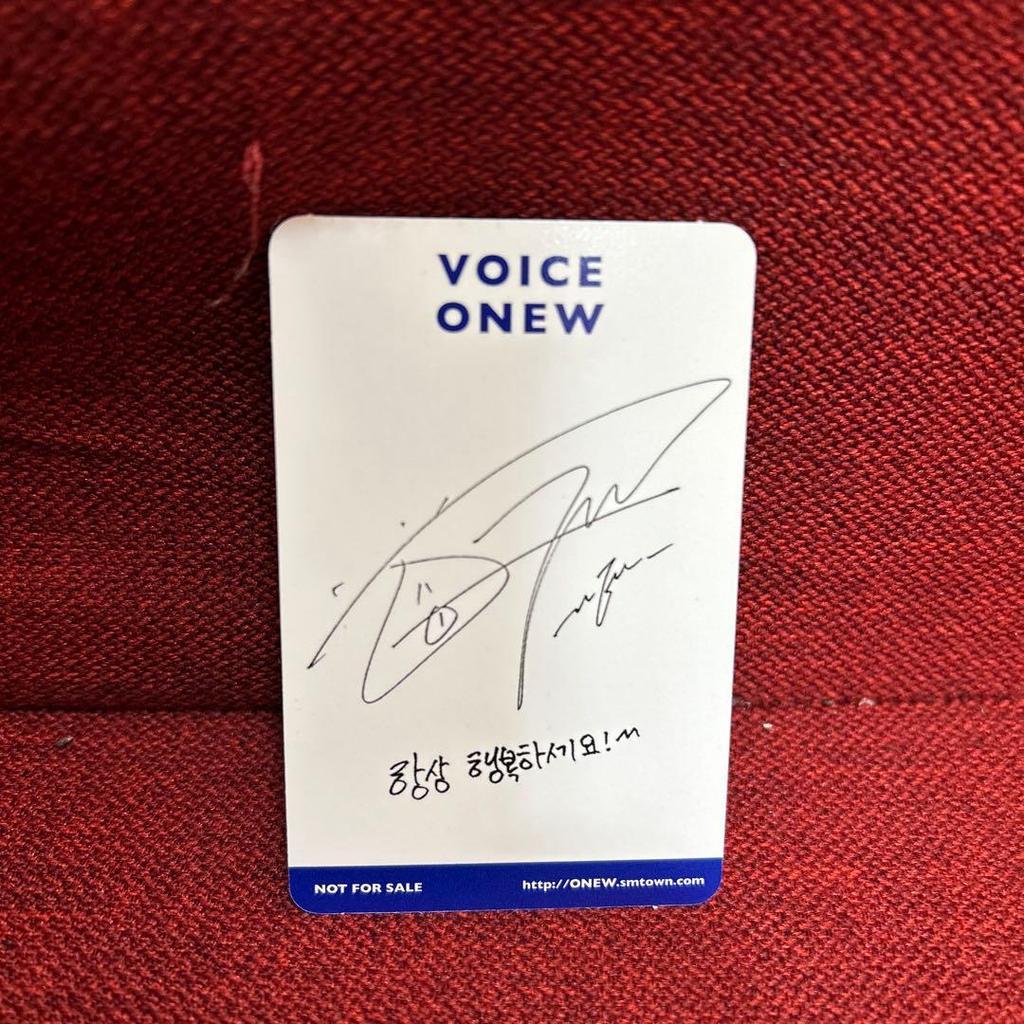 VOICE
ONEW
항상 행복하세요!~
NOT FOR SALE
http://ONEW.smtown.com